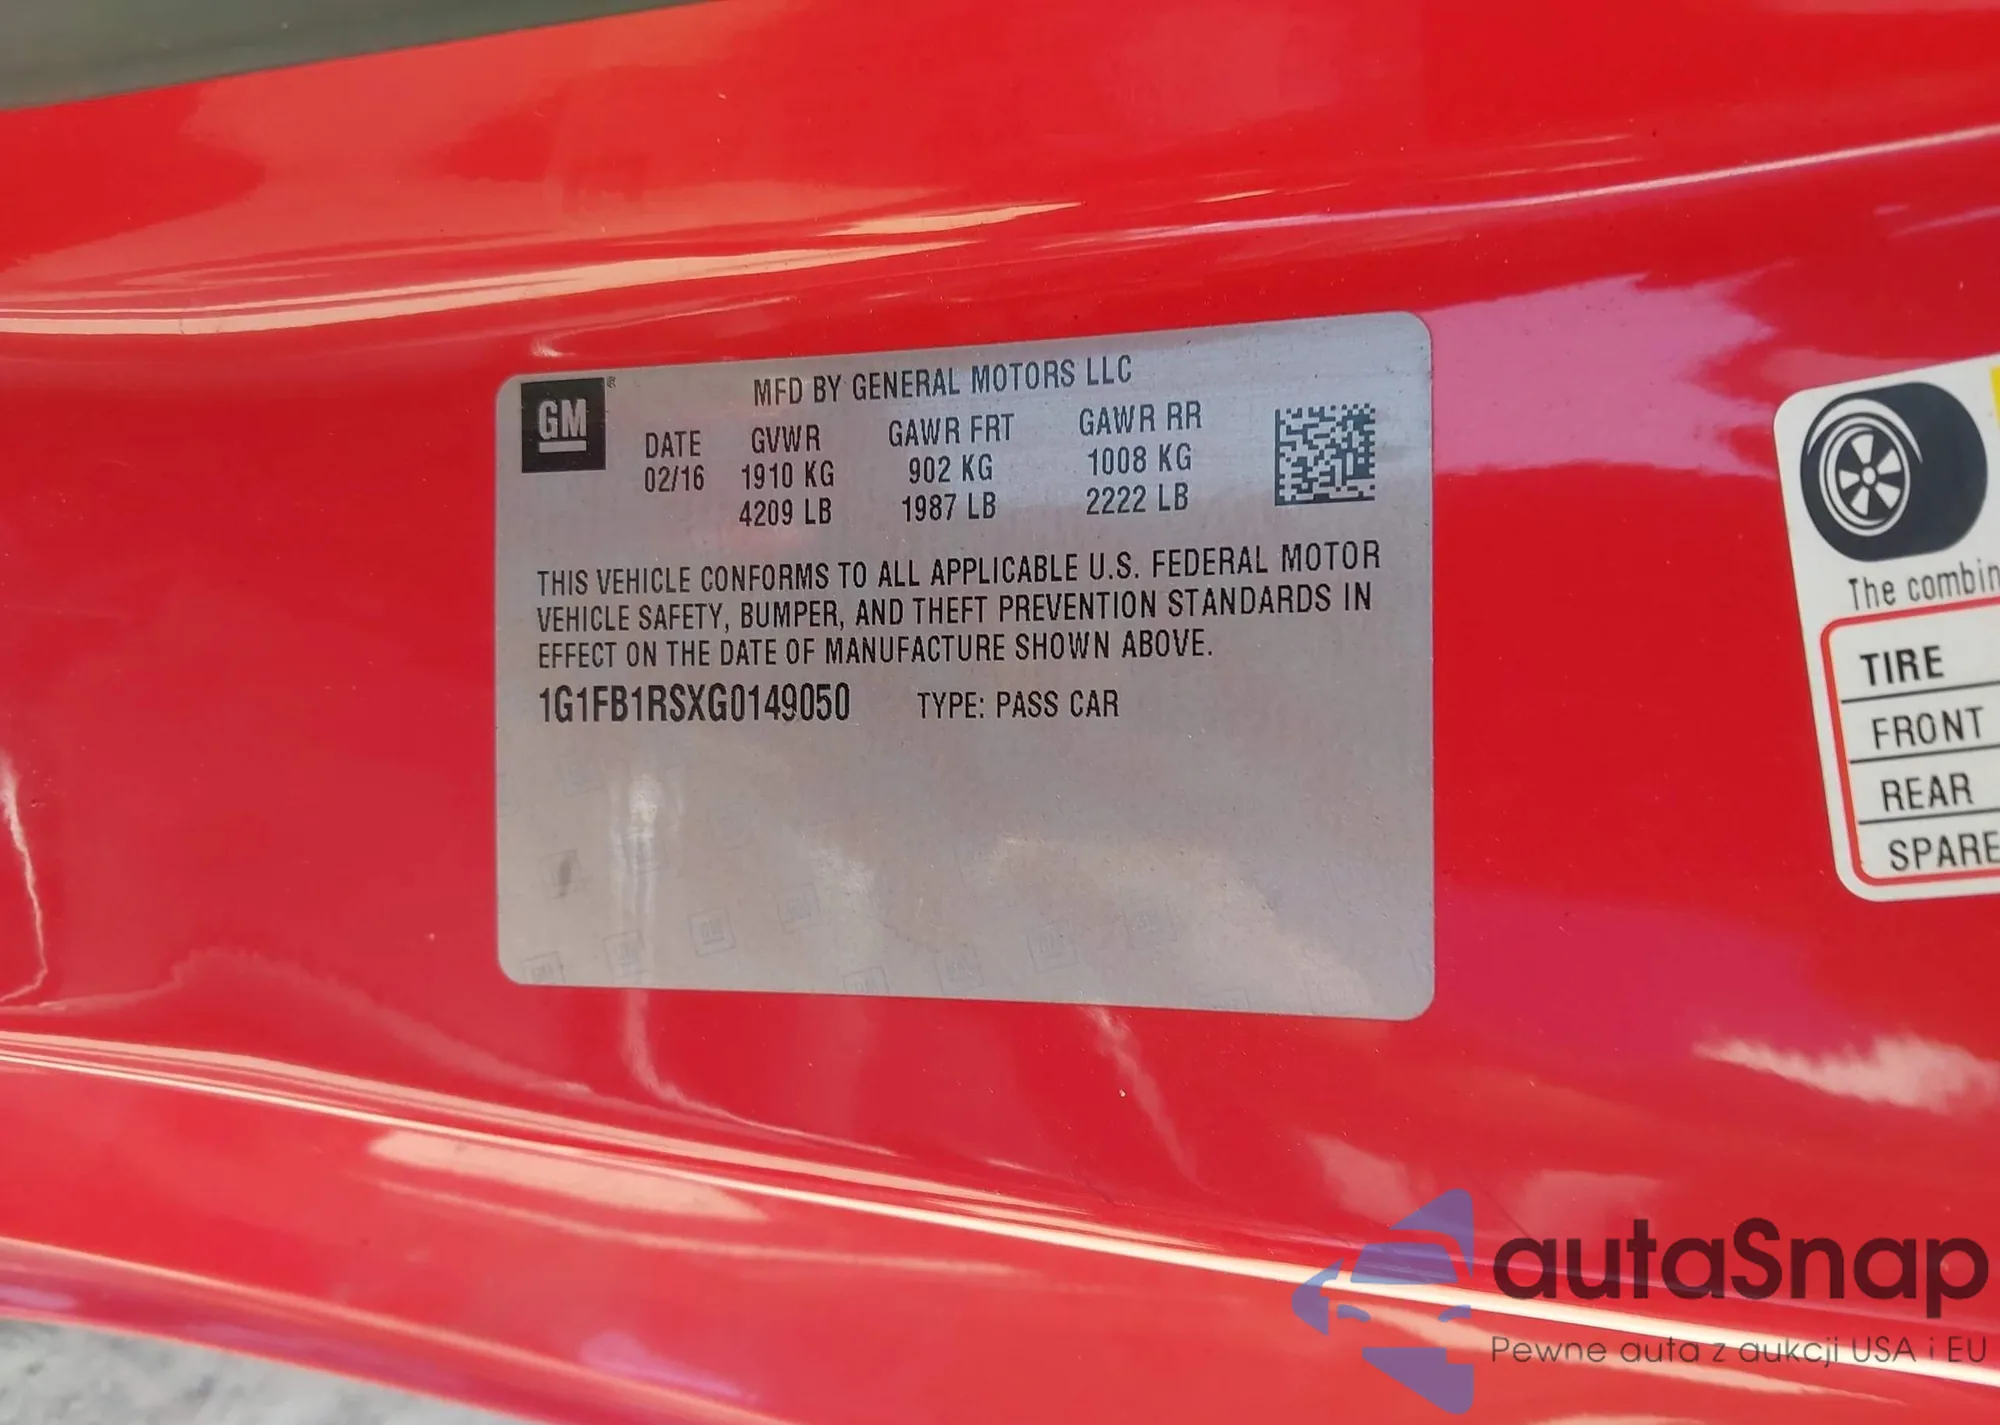 GM®
MFD BY GENERAL MOTORS LLC
DATE GVWR GAWR FRT GAWR RR
02/16 1910 KG 902 KG 1008 KG
4209 LB 1987 LB 2222 LB
THIS VEHICLE CONFORMS TO ALL APPLICABLE U.S. FEDERAL MOTOR
VEHICLE SAFETY, BUMPER, AND THEFT PREVENTION STANDARDS IN
EFFECT ON THE DATE OF MANUFACTURE SHOWN ABOVE.
1G1FB1RSXG0149050 TYPE: PASS CAR
The combin
TIRE
FRONT
REAR
SPARE
autaSnap
Pewne auta z aukcji USA i EU